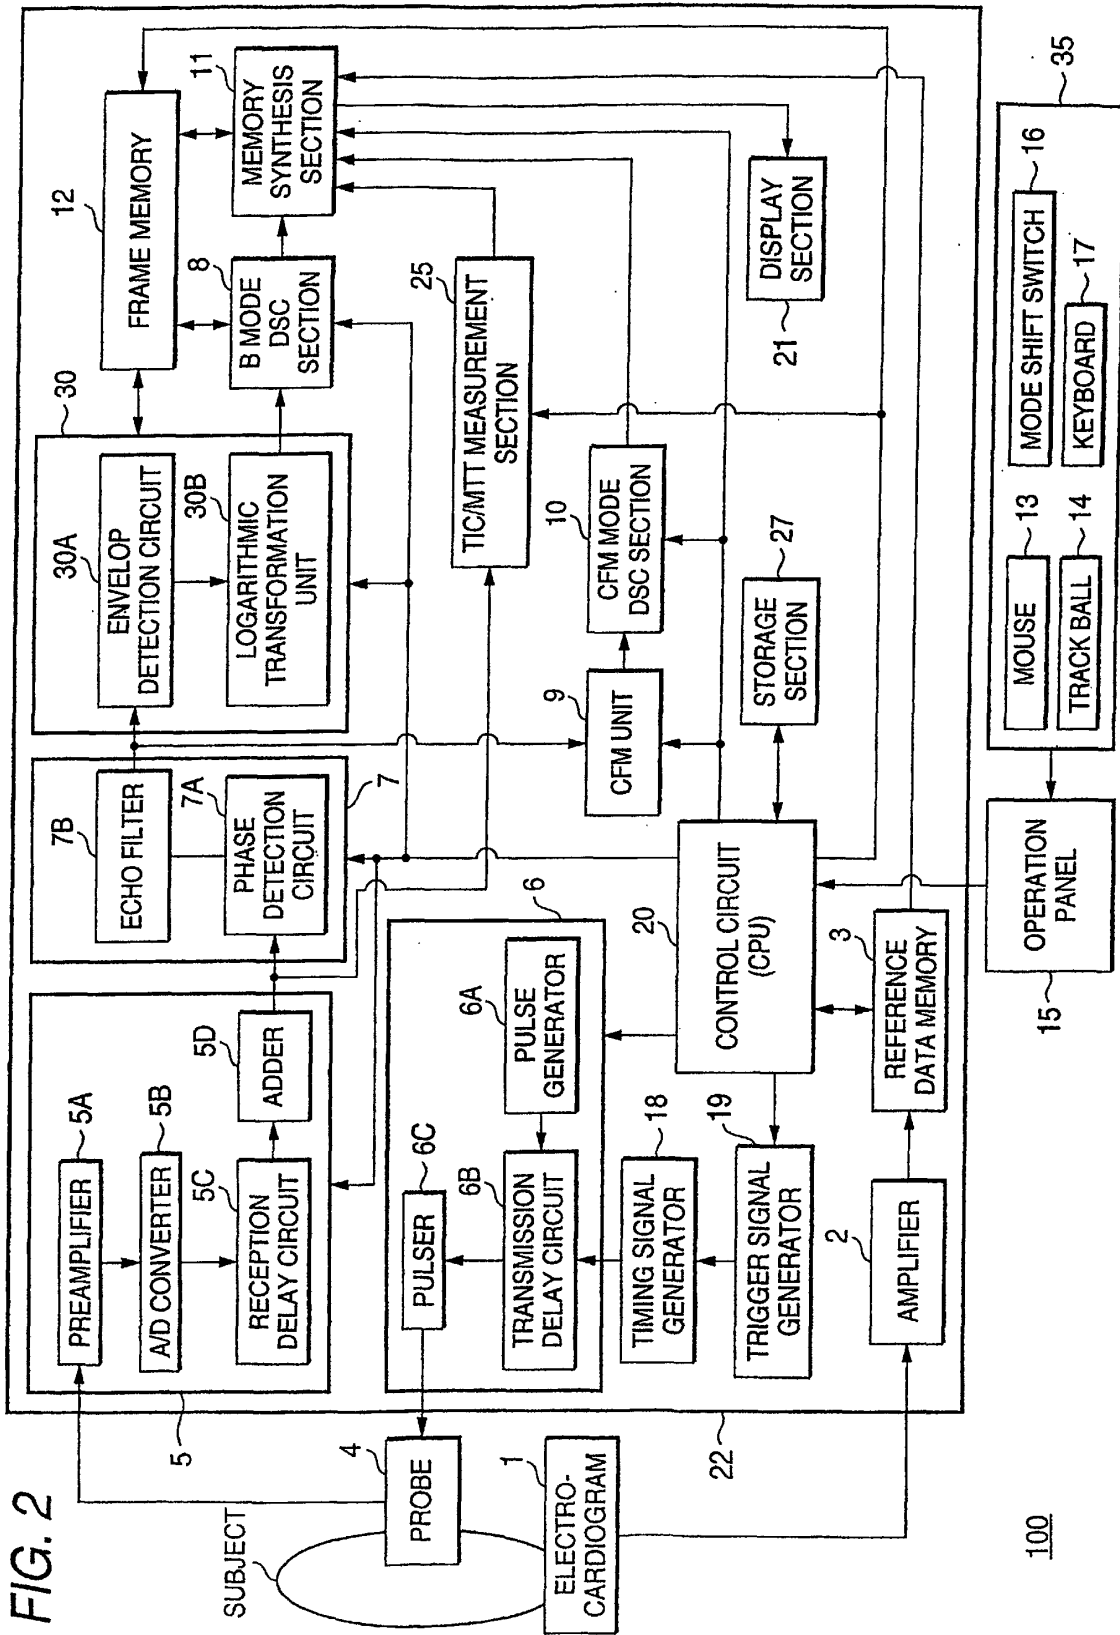 FIG. 2
SUBJECT
PROBE
4
ELECTRO-
CARDIOGRAM
1
100
22
5
PREAMPLIFIER
5A
A/D CONVERTER
5B
RECEPTION
DELAY CIRCUIT
5C
ADDER
5D
ECHO FILTER
7B
PHASE
DETECTION
CIRCUIT
7A
7
ENVELOP
DETECTION CIRCUIT
30A
LOGARITHMIC
TRANSFORMATION
UNIT
30B
30
FRAME MEMORY
12
B MODE
DSC
SECTION
8
MEMORY
SYNTHESIS
SECTION
11
PULSER
6C
TRANSMISSION
DELAY CIRCUIT
6B
PULSE
GENERATOR
6A
6
TIMING SIGNAL
GENERATOR
18
TRIGGER SIGNAL
GENERATOR
19
AMPLIFIER
2
REFERENCE
DATA MEMORY
3
CONTROL CIRCUIT
(CPU)
20
STORAGE
SECTION
27
CFM UNIT
9
CFM MODE
DSC SECTION
10
TIC/MTT MEASUREMENT
SECTION
25
DISPLAY
SECTION
21
OPERATION
PANEL
15
MOUSE
13
TRACK BALL
14
MODE SHIFT SWITCH
16
KEYBOARD
17
35